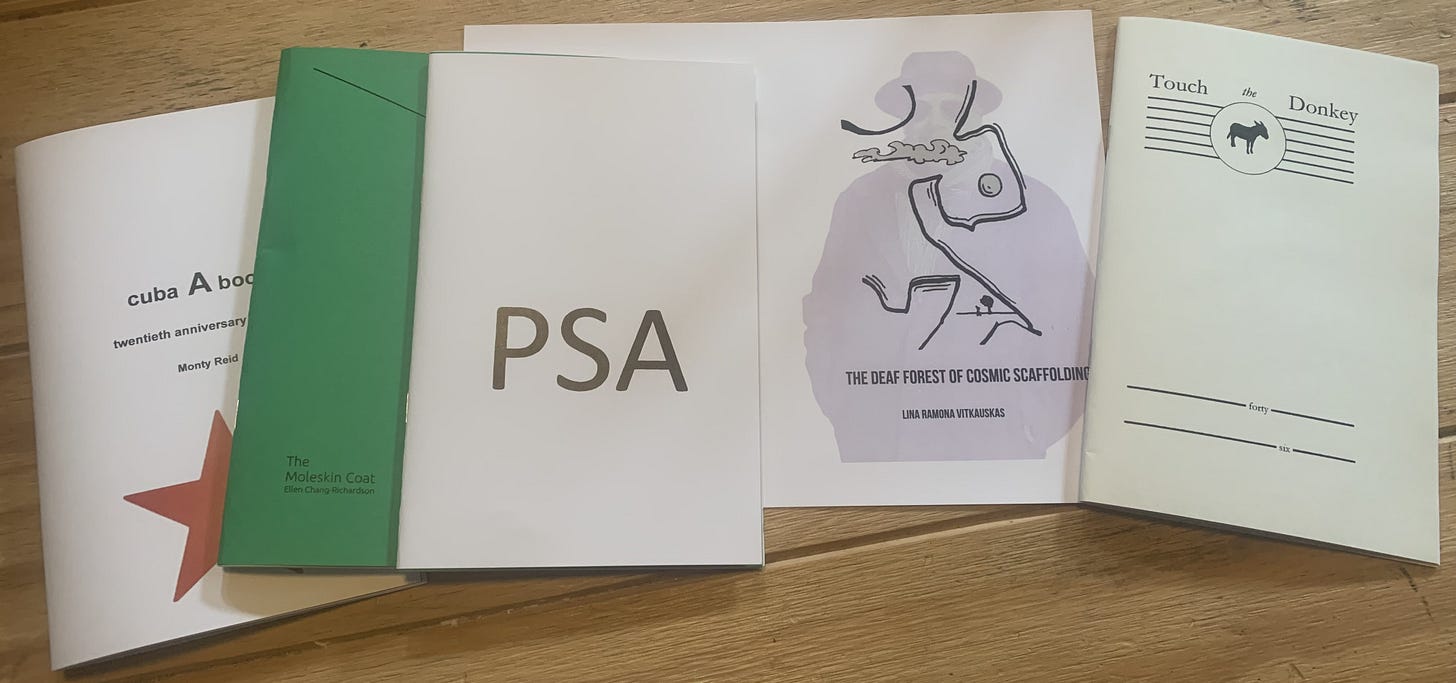 cuba A boo
twentieth anniversary
Monty Reid
The
Moleskin Coat
Ellen Chang-Richardson
PSA
THE DEAF FOREST OF COSMIC SCAFFOLDING
LINA RAMONA VITKAUSKAS
Touch the Donkey
forty
six